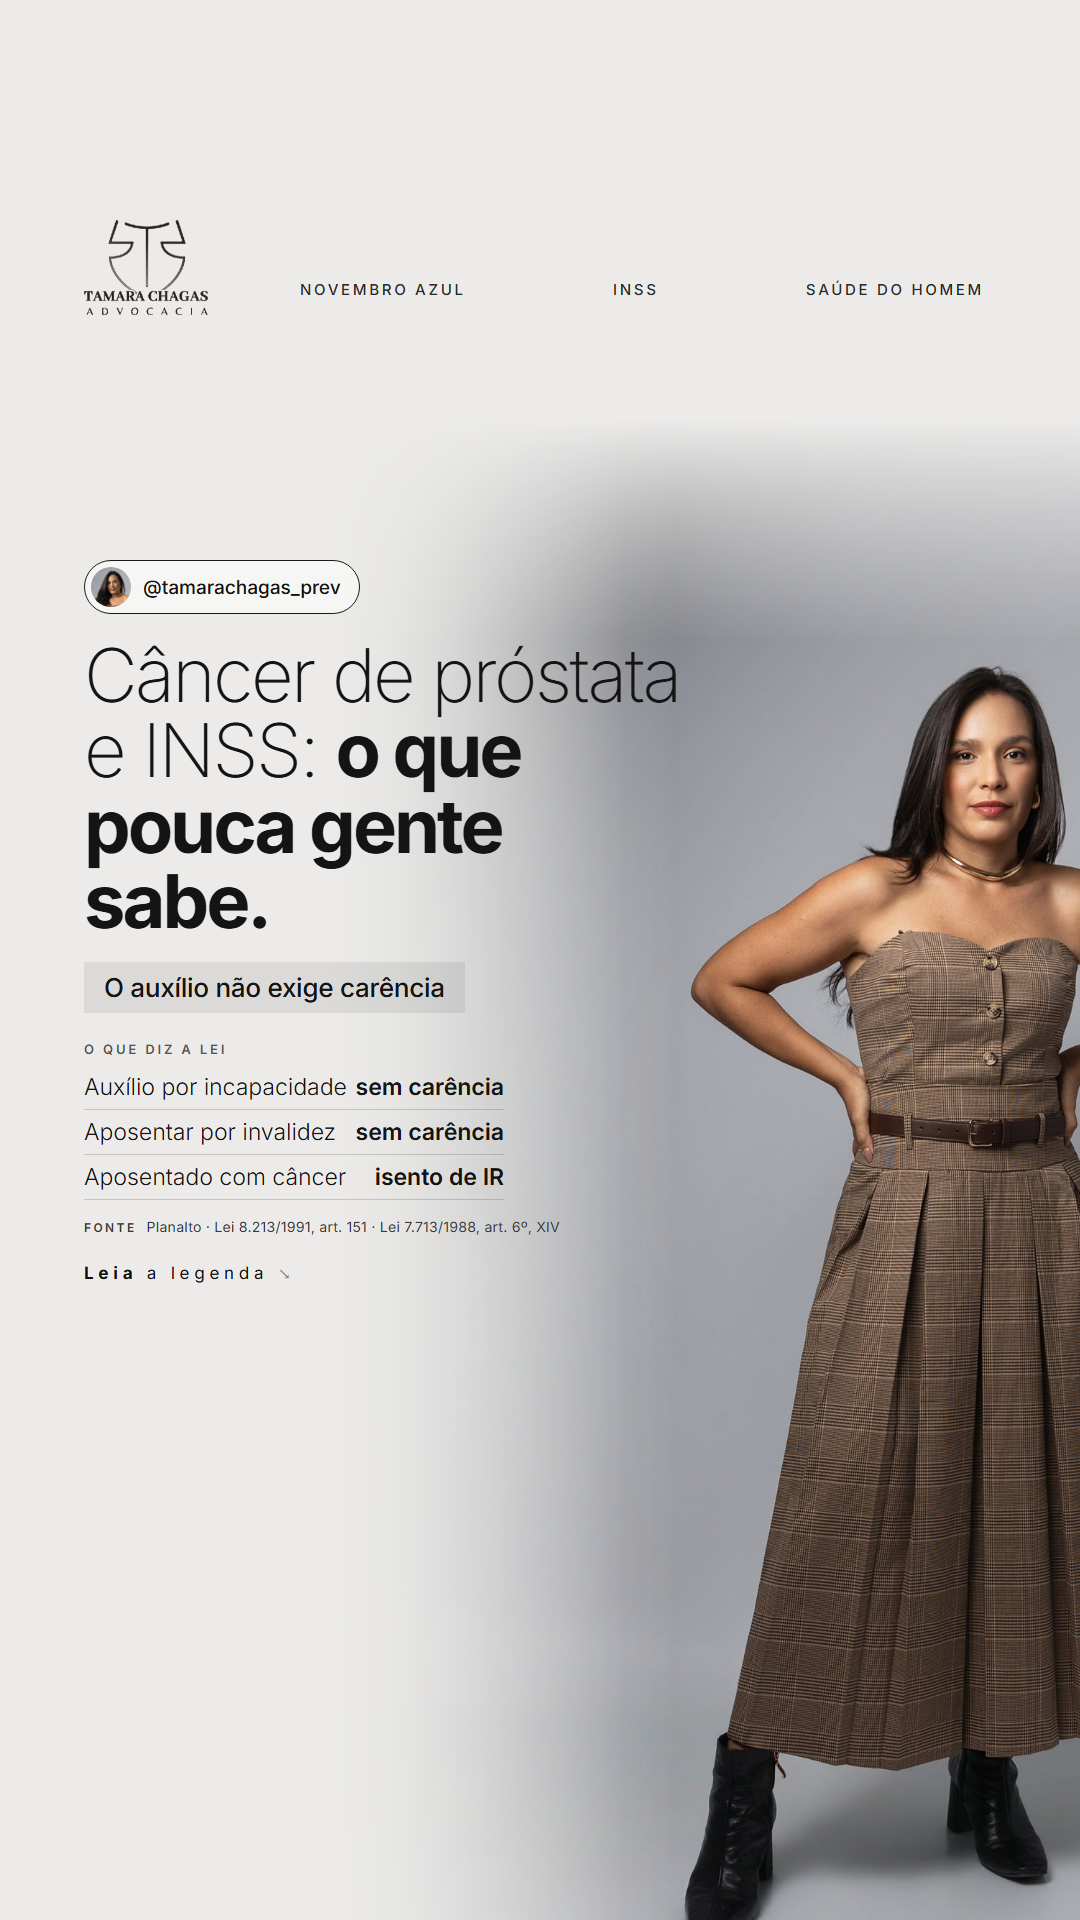 TAMARA CHAGAS
ADVOCACIA
NOVEMBRO AZUL
INSS
SAÚDE DO HOMEM
@tamarachagas_prev
Câncer de próstata
e INSS: o que
pouca gente
sabe.
O auxílio não exige carência
O QUE DIZ A LEI
Auxílio por incapacidade sem carência
Aposentar por invalidez sem carência
Aposentado com câncer isento de IR
FONTE Planalto · Lei 8.213/1991, art. 151 · Lei 7.713/1988, art. 6º, XIV
Leia a legenda ↘